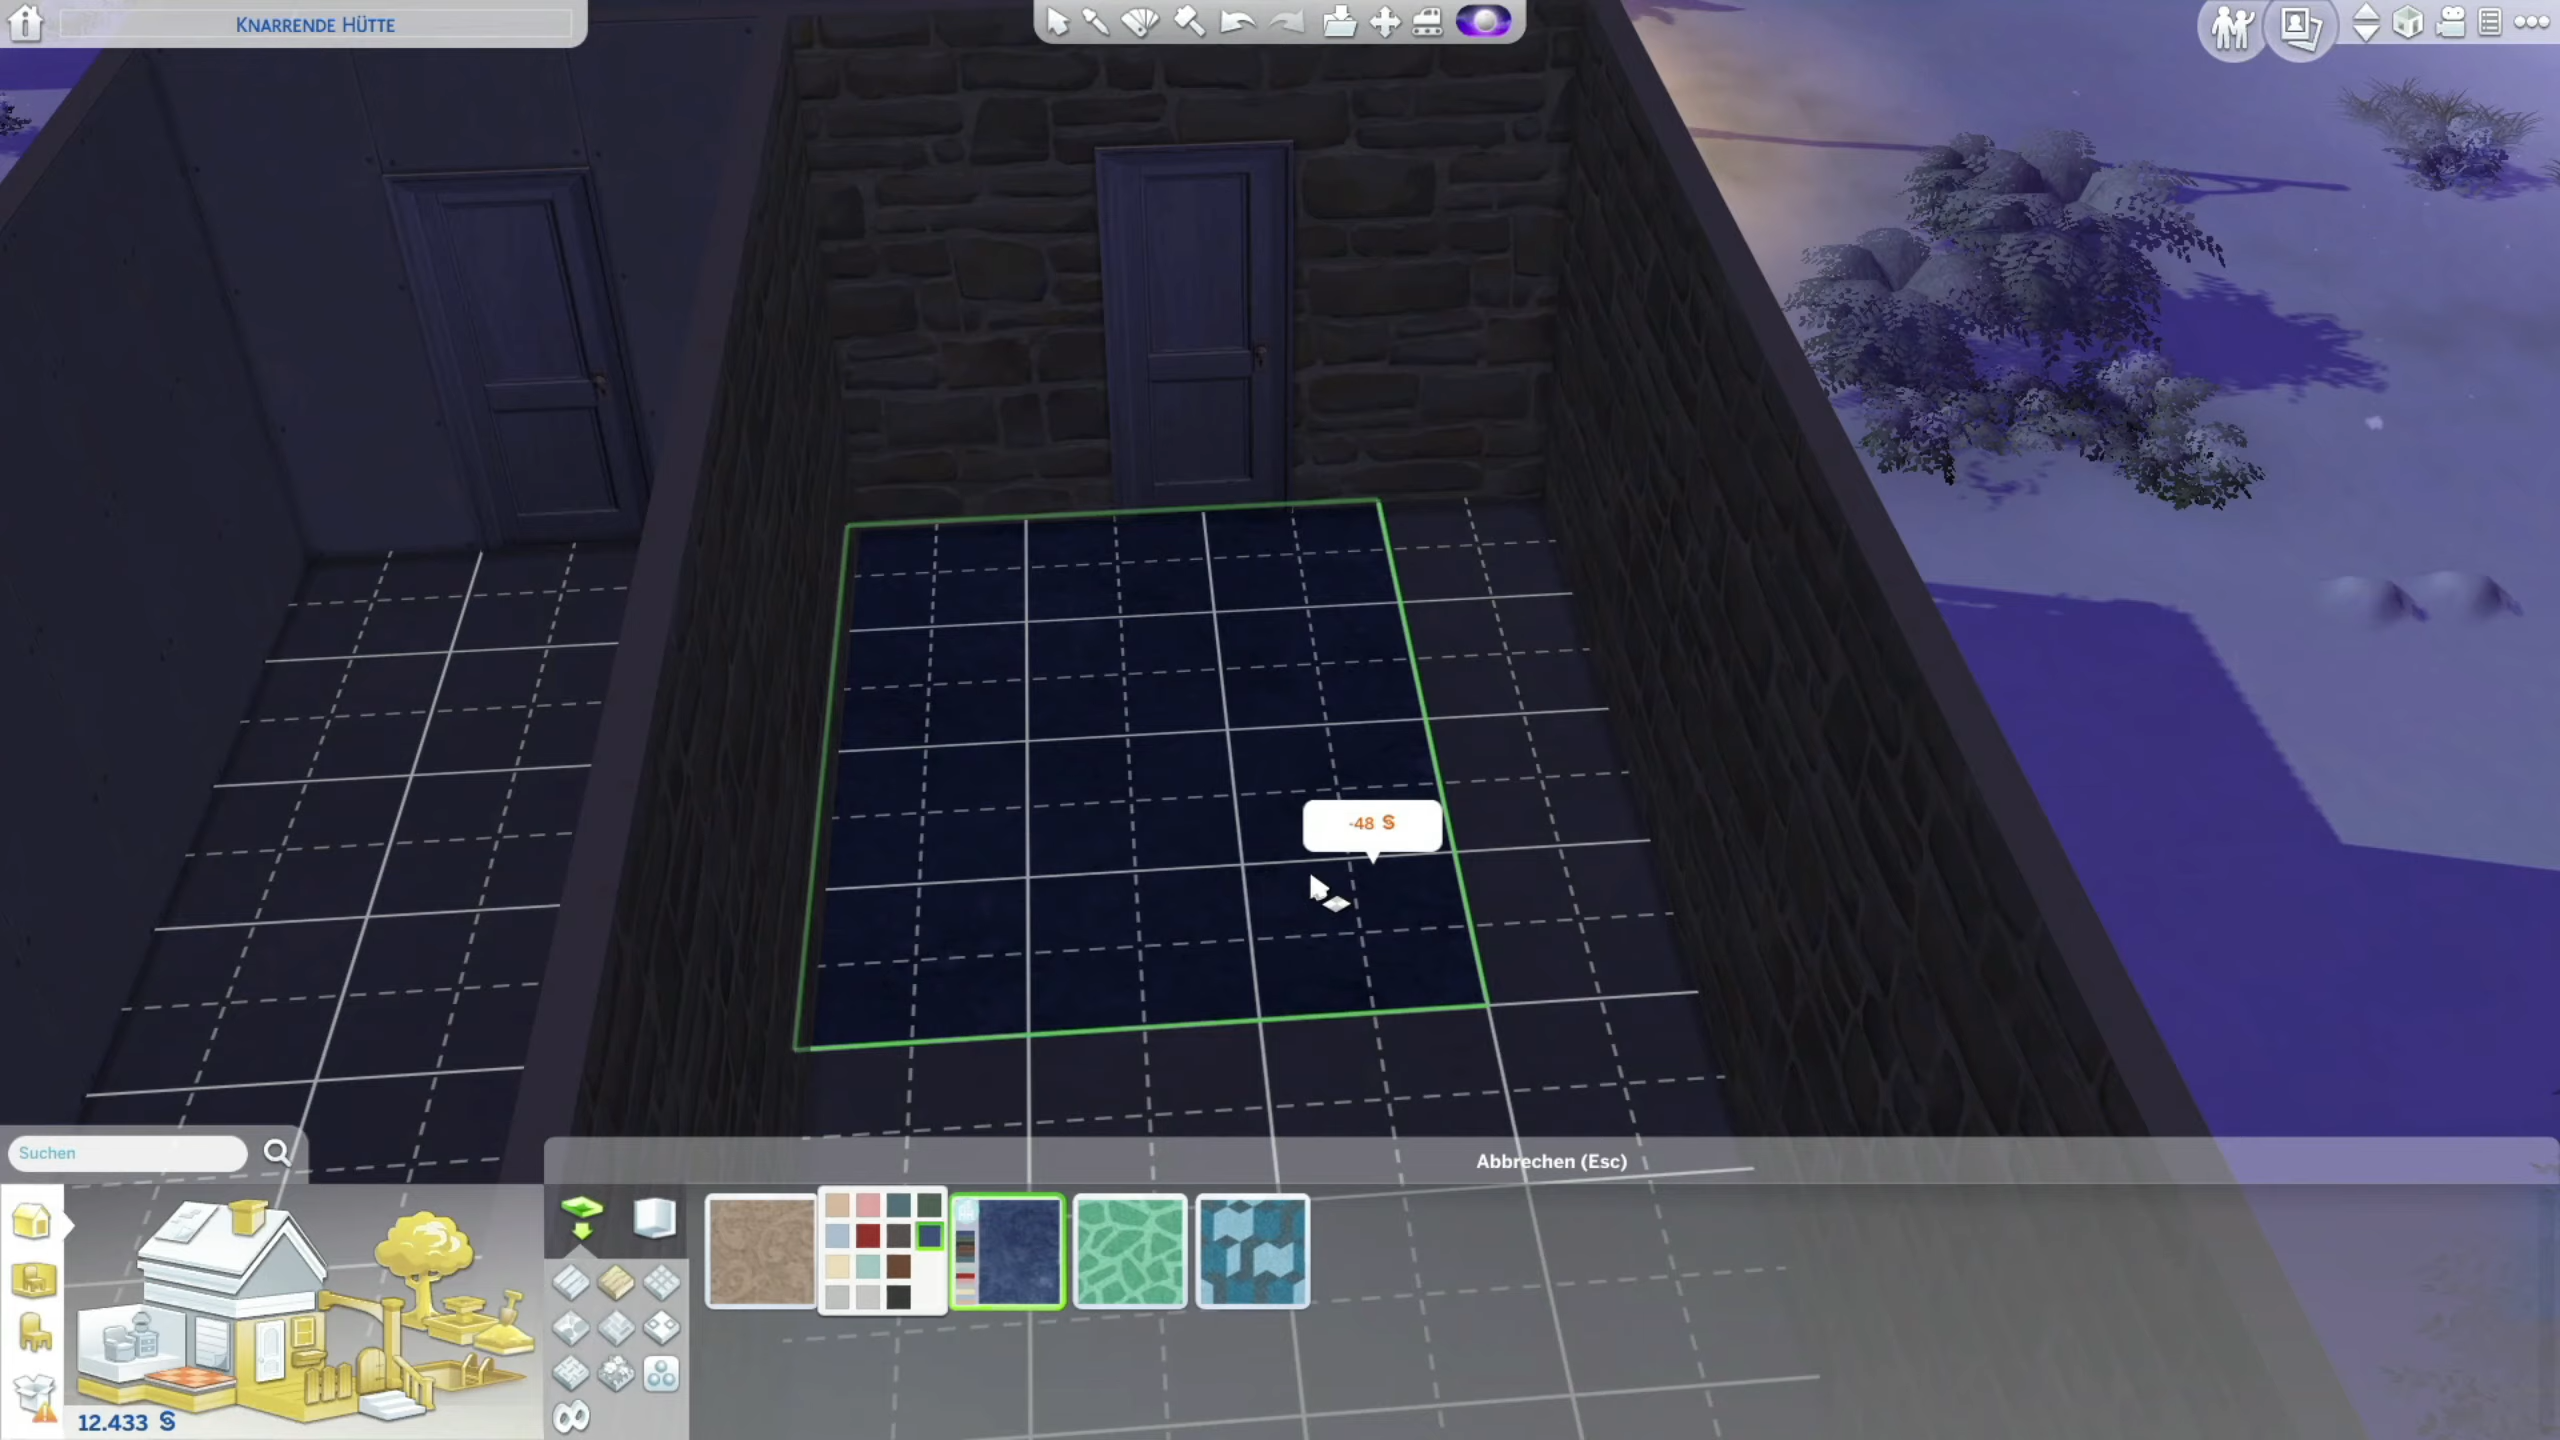 KNARRENDE HÜTTE
-48 §
Suchen
Abbrechen (Esc)
12.433 §